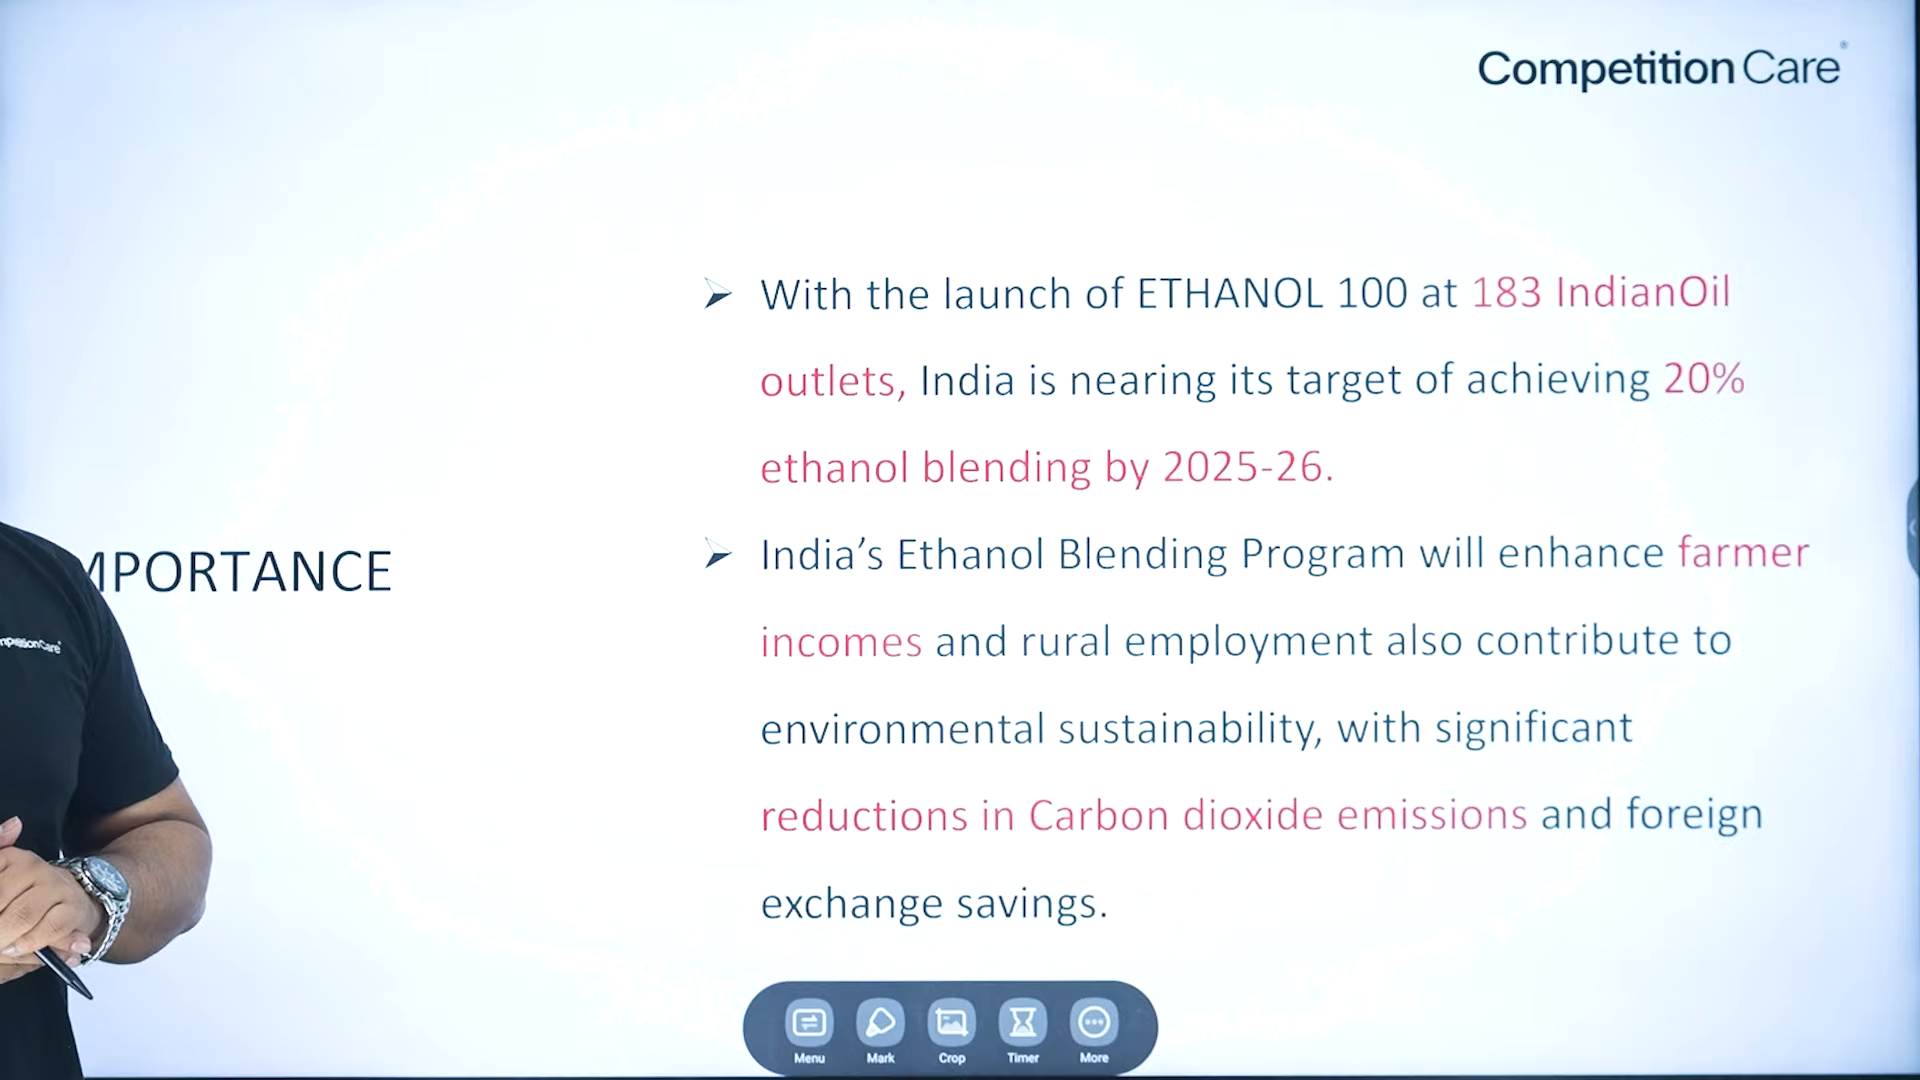 Competition Care
With the launch of ETHANOL 100 at 183 IndianOil
outlets, India is nearing its target of achieving 20%
ethanol blending by 2025-26.
MPORTANCE
India's Ethanol Blending Program will enhance farmer
incomes and rural employment also contribute to
environmental sustainability, with significant
reductions in Carbon dioxide emissions and foreign
exchange savings.
mpetitionCare
Menu Mark Crop Timer More